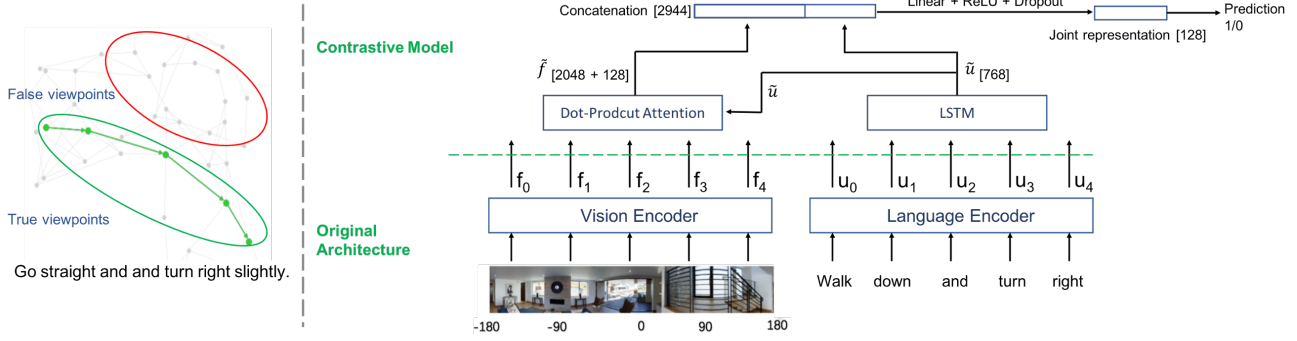 False viewpoints
True viewpoints
Go straight and and turn right slightly.
Contrastive Model
Original
Architecture
Concatenation [2944]
Linear + ReLU + Dropout
Joint representation [128]
Prediction
1/0
f̃ [2048 + 128]
ũ
ũ [768]
Dot-Prodcut Attention
LSTM
f₀ f₁ f₂ f₃ f₄ u₀ u₁ u₂ u₃ u₄
Vision Encoder
Language Encoder
Walk down and turn right
-180 -90 0 90 180